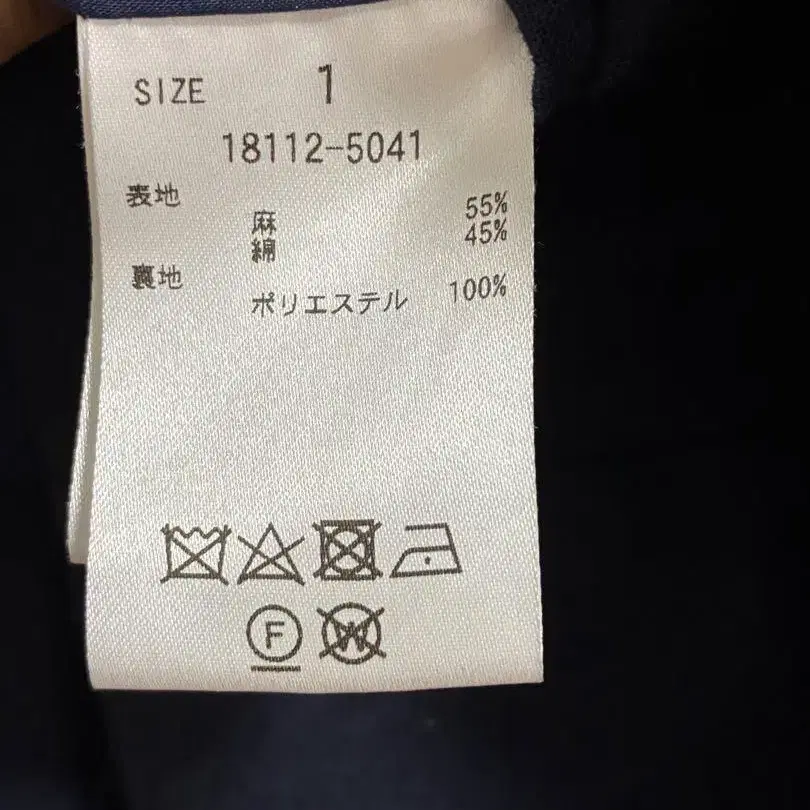 SIZE 1
18112-5041
表地
麻 55%
綿 45%
裏地
ポリエステル 100%
F W